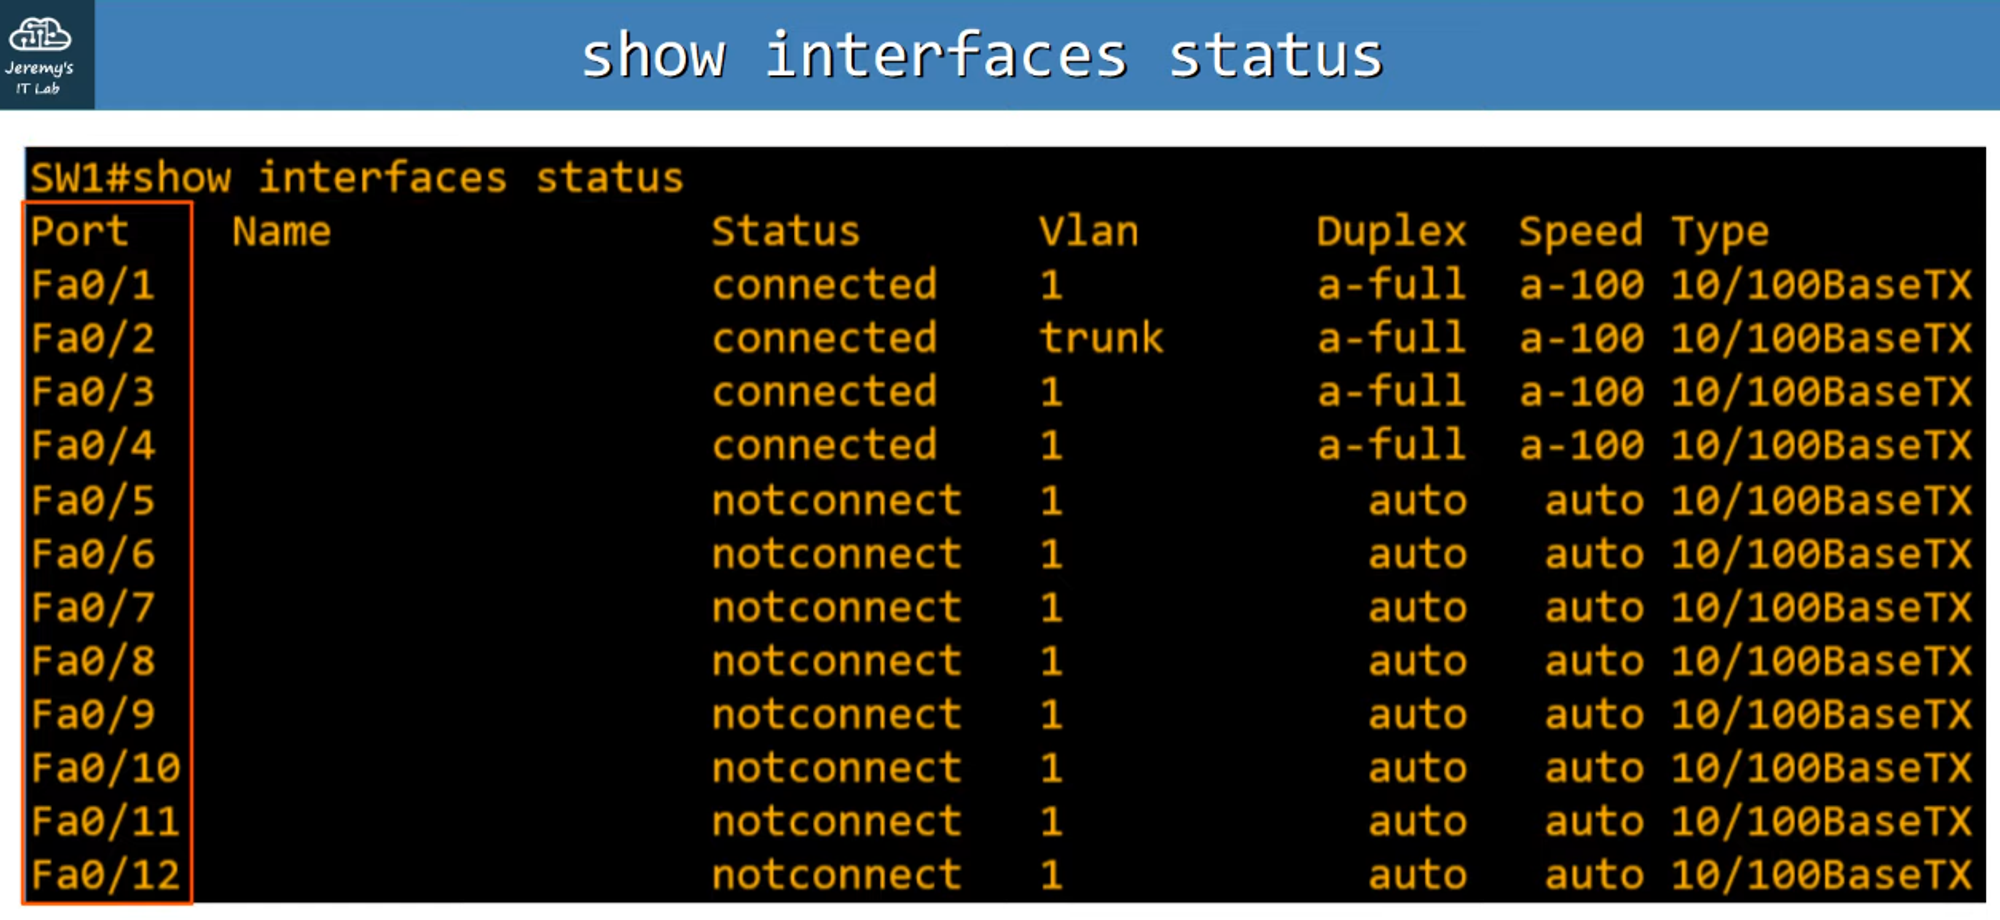 Jeremy's
IT Lab
show interfaces status
SW1#show interfaces status
Port Name Status Vlan Duplex Speed Type
Fa0/1 connected 1 a-full a-100 10/100BaseTX
Fa0/2 connected trunk a-full a-100 10/100BaseTX
Fa0/3 connected 1 a-full a-100 10/100BaseTX
Fa0/4 connected 1 a-full a-100 10/100BaseTX
Fa0/5 notconnect 1 auto auto 10/100BaseTX
Fa0/6 notconnect 1 auto auto 10/100BaseTX
Fa0/7 notconnect 1 auto auto 10/100BaseTX
Fa0/8 notconnect 1 auto auto 10/100BaseTX
Fa0/9 notconnect 1 auto auto 10/100BaseTX
Fa0/10 notconnect 1 auto auto 10/100BaseTX
Fa0/11 notconnect 1 auto auto 10/100BaseTX
Fa0/12 notconnect 1 auto auto 10/100BaseTX